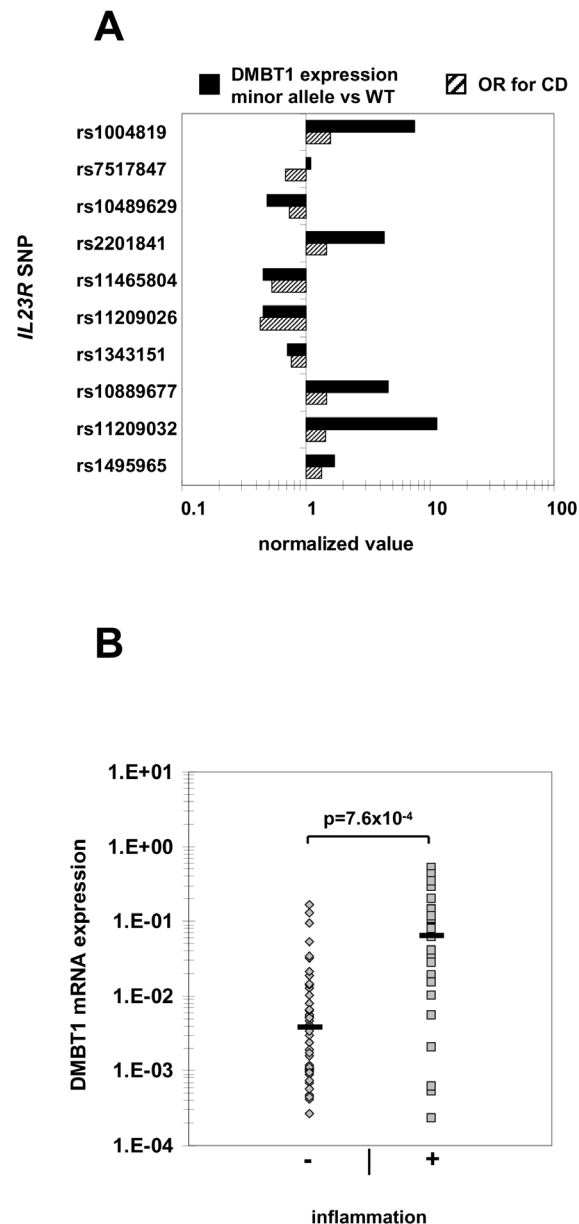 A
DMBT1 expression
minor allele vs WT
OR for CD
IL23R SNP
rs1004819
rs7517847
rs10489629
rs2201841
rs11465804
rs11209026
rs1343151
rs10889677
rs11209032
rs1495965
0.1 1 10 100
normalized value
B
DMBT1 mRNA expression
1.E+01
1.E+00
1.E-01
1.E-02
1.E-03
1.E-04
p=7.6x10-4
- +
inflammation